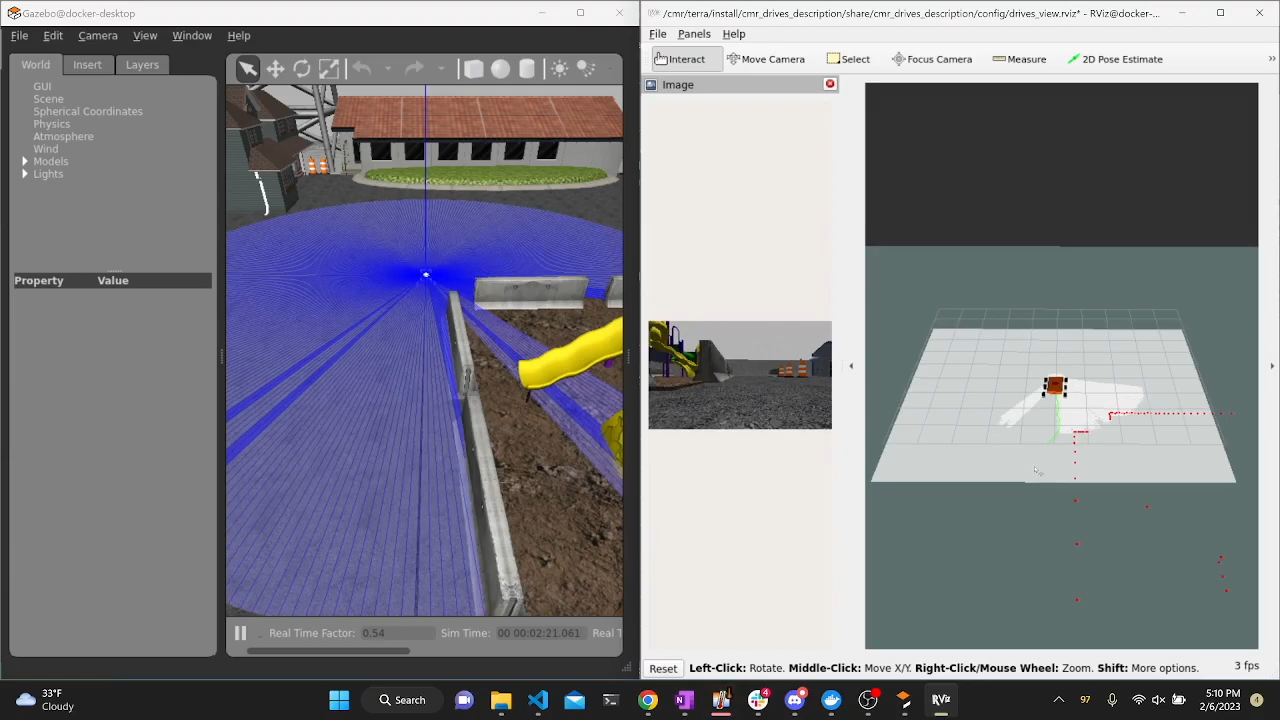 Gazebo@docker-desktop
File Edit Camera View Window Help
World Insert Layers
GUI
Scene
Spherical Coordinates
Physics
Atmosphere
Wind
Models
Lights
Property Value
Real Time Factor: 0.54 Sim Time: 00 00:02:21.061 Real T
/cmr/terra/install/cmr_drives_description/share/cmr_drives_description/config/drives_view.rviz* - RViz@docker-...
File Panels Help
Interact Move Camera Select Focus Camera Measure 2D Pose Estimate
Image
Reset Left-Click: Rotate. Middle-Click: Move X/Y. Right-Click/Mouse Wheel: Zoom. Shift: More options. 3 fps
33°F
Cloudy
Search
4
RViz
97
5:10 PM
2/6/2023